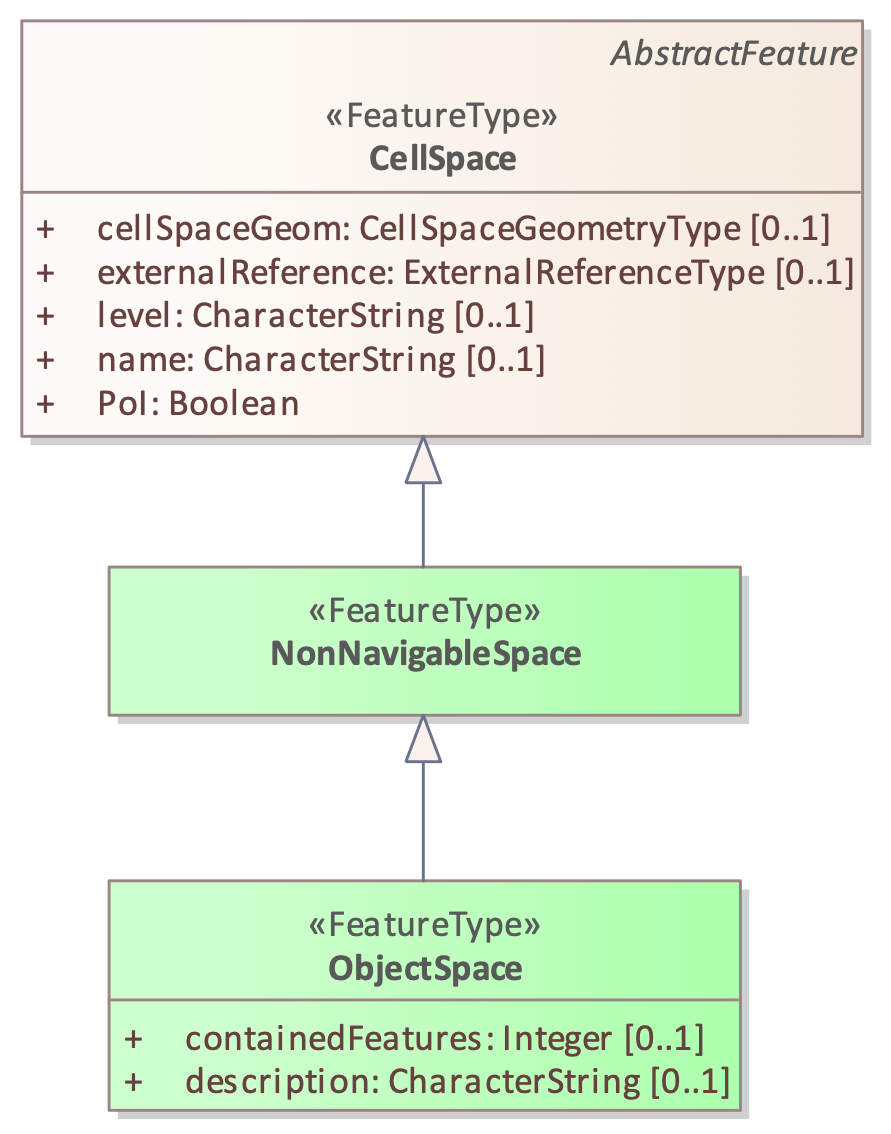 AbstractFeature
«FeatureType»
CellSpace
+ cellSpaceGeom: CellSpaceGeometryType [0..1]
+ externalReference: ExternalReferenceType [0..1]
+ level: CharacterString [0..1]
+ name: CharacterString [0..1]
+ PoI: Boolean
«FeatureType»
NonNavigableSpace
«FeatureType»
ObjectSpace
+ containedFeatures: Integer [0..1]
+ description: CharacterString [0..1]